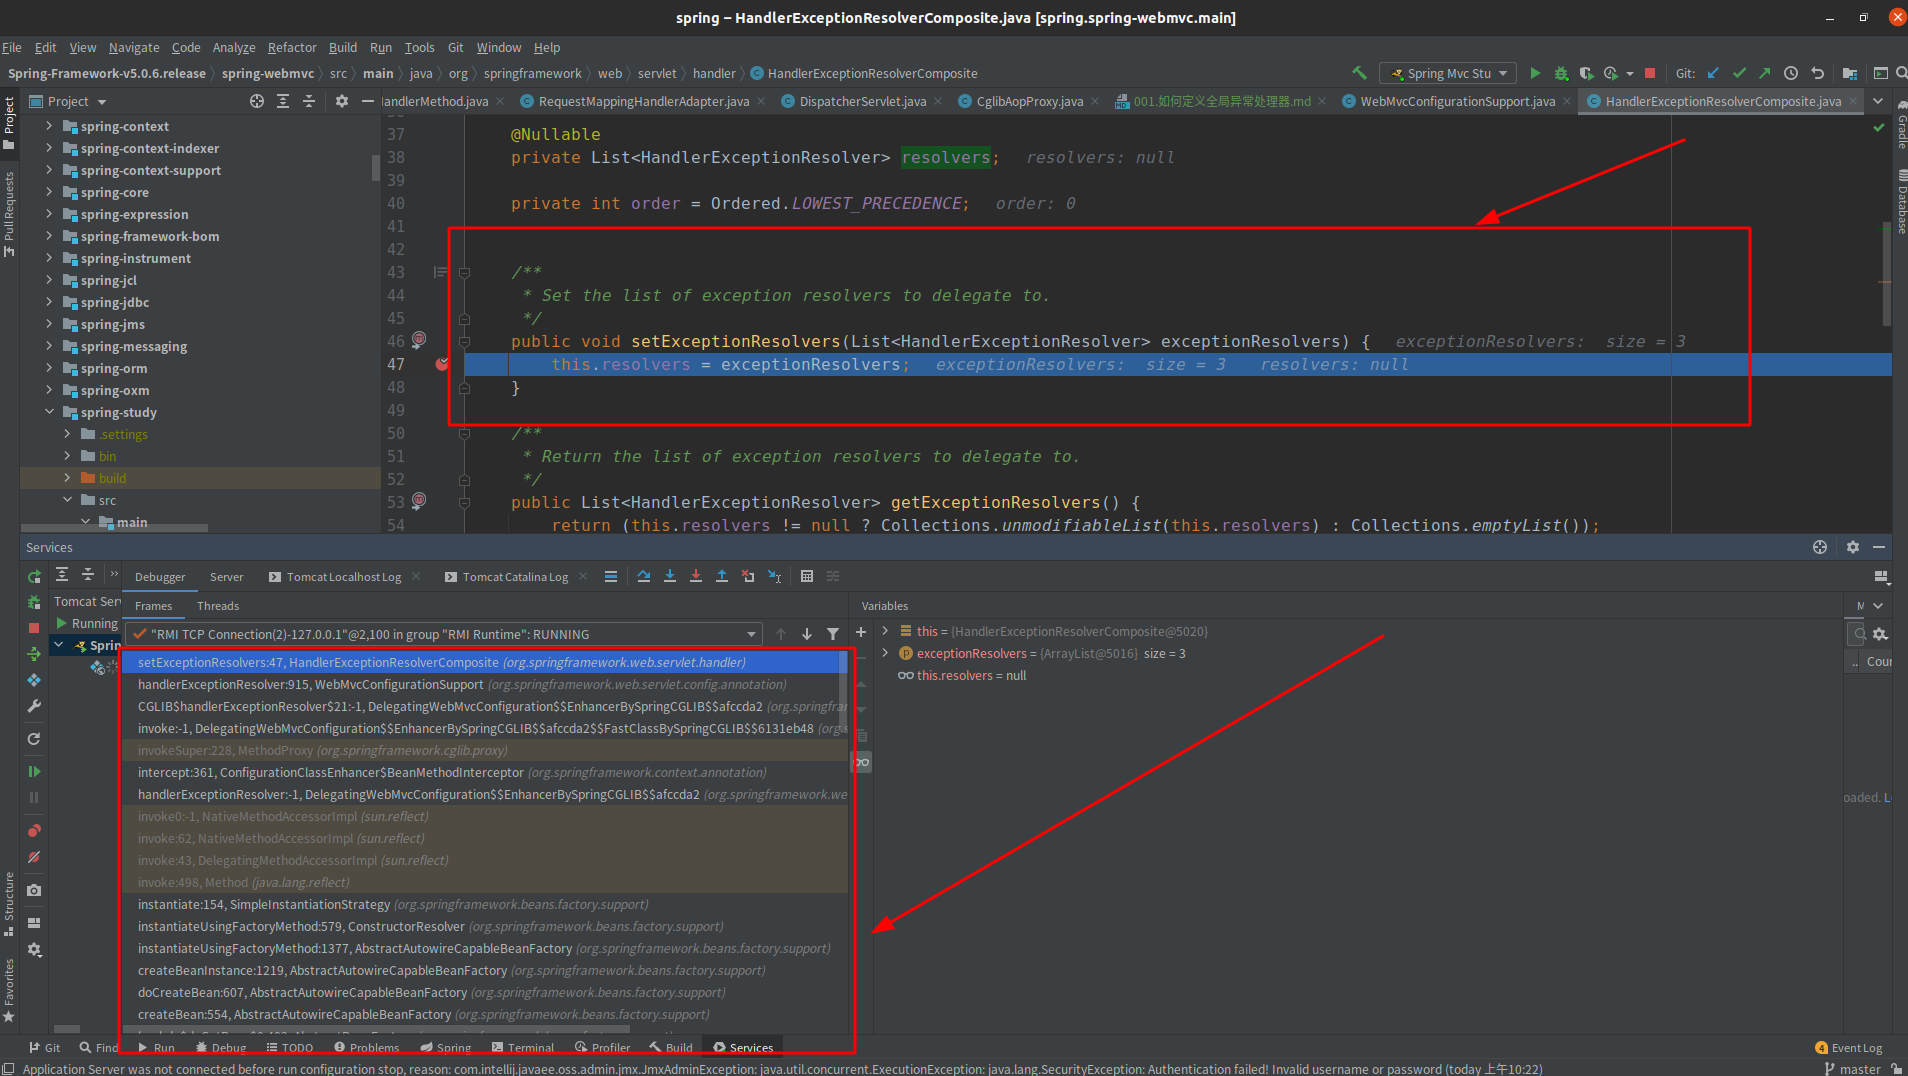 spring – HandlerExceptionResolverComposite.java [spring.spring-webmvc.main]
File Edit View Navigate Code Analyze Refactor Build Run Tools Git Window Help
Spring-Framework-v5.0.6.release spring-webmvc src main java org springframework web servlet handler HandlerExceptionResolverComposite
Spring Mvc Stu
Git:
Project
andlerMethod.java RequestMappingHandlerAdapter.java DispatcherServlet.java CglibAopProxy.java 001.如何定义全局异常处理器.md WebMvcConfigurationSupport.java HandlerExceptionResolverComposite.java
Project
Pull Requests
Structure
Favorites
Gradle
Database
spring-context
spring-context-indexer
spring-context-support
spring-core
spring-expression
spring-framework-bom
spring-instrument
spring-jcl
spring-jdbc
spring-jms
spring-messaging
spring-orm
spring-oxm
spring-study
.settings
bin
build
src
main
37 @Nullable
38 private List<HandlerExceptionResolver> resolvers; resolvers: null
39
40 private int order = Ordered.LOWEST_PRECEDENCE; order: 0
41
42
43 /**
44 * Set the list of exception resolvers to delegate to.
45 */
46 public void setExceptionResolvers(List<HandlerExceptionResolver> exceptionResolvers) { exceptionResolvers: size = 3
47 this.resolvers = exceptionResolvers; exceptionResolvers: size = 3 resolvers: null
48 }
49
50 /**
51 * Return the list of exception resolvers to delegate to.
52 */
53 public List<HandlerExceptionResolver> getExceptionResolvers() {
54 return (this.resolvers != null ? Collections.unmodifiableList(this.resolvers) : Collections.emptyList());
Services
Debugger Server Tomcat Localhost Log Tomcat Catalina Log
Tomcat Ser
Running
Sprin
Frames Threads
"RMI TCP Connection(2)-127.0.0.1"@2,100 in group "RMI Runtime": RUNNING
setExceptionResolvers:47, HandlerExceptionResolverComposite (org.springframework.web.servlet.handler)
handlerExceptionResolver:915, WebMvcConfigurationSupport (org.springframework.web.servlet.config.annotation)
CGLIB$handlerExceptionResolver$21:-1, DelegatingWebMvcConfiguration$$EnhancerBySpringCGLIB$$afccda2 (org.springfran
invoke:-1, DelegatingWebMvcConfiguration$$EnhancerBySpringCGLIB$$afccda2$$FastClassBySpringCGLIB$$6131eb48 (org.s
invokeSuper:228, MethodProxy (org.springframework.cglib.proxy)
intercept:361, ConfigurationClassEnhancer$BeanMethodInterceptor (org.springframework.context.annotation)
handlerExceptionResolver:-1, DelegatingWebMvcConfiguration$$EnhancerBySpringCGLIB$$afccda2 (org.springframework.we
invoke0:-1, NativeMethodAccessorImpl (sun.reflect)
invoke:62, NativeMethodAccessorImpl (sun.reflect)
invoke:43, DelegatingMethodAccessorImpl (sun.reflect)
invoke:498, Method (java.lang.reflect)
instantiate:154, SimpleInstantiationStrategy (org.springframework.beans.factory.support)
instantiateUsingFactoryMethod:579, ConstructorResolver (org.springframework.beans.factory.support)
instantiateUsingFactoryMethod:1377, AbstractAutowireCapableBeanFactory (org.springframework.beans.factory.support)
createBeanInstance:1219, AbstractAutowireCapableBeanFactory (org.springframework.beans.factory.support)
doCreateBean:607, AbstractAutowireCapableBeanFactory (org.springframework.beans.factory.support)
createBean:554, AbstractAutowireCapableBeanFactory (org.springframework.beans.factory.support)
Variables
this = {HandlerExceptionResolverComposite@5020}
exceptionResolvers = {ArrayList@5016} size = 3
this.resolvers = null
M
.. Cour
oaded. L
Git Find Run Debug TODO Problems Spring Terminal Profiler Build Services 4 Event Log
Application Server was not connected before run configuration stop, reason: com.intellij.javaee.oss.admin.jmx.JmxAdminException: java.util.concurrent.ExecutionException: java.lang.SecurityException: Authentication failed! Invalid username or password (today 上午10:22) master